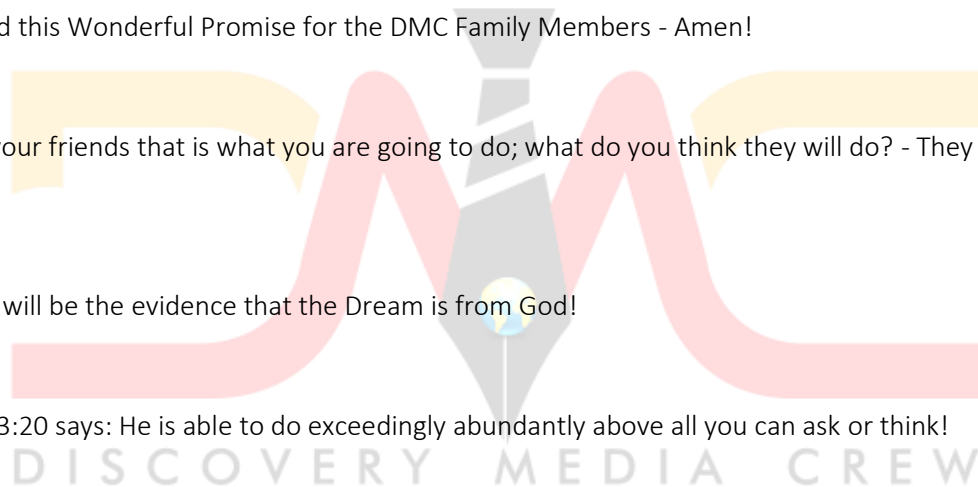 d this Wonderful Promise for the DMC Family Members - Amen!
our friends that is what you are going to do; what do you think they will do? - They
will be the evidence that the Dream is from God!
3:20 says: He is able to do exceedingly abundantly above all you can ask or think!
DMC
DISCOVERY MEDIA CREW